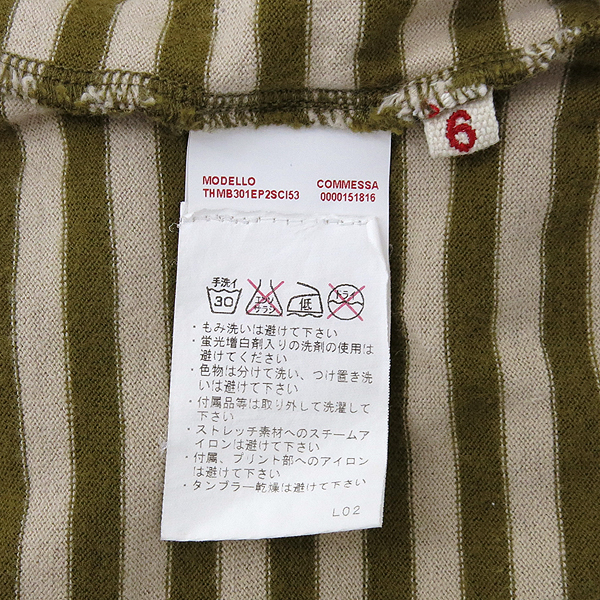 6
MODELLO COMMESSA
THMB301EP2SCI53 0000151816
手洗イ
30 エンソサラシ 低 ドライ
・もみ洗いは避けて下さい
・蛍光増白剤入りの洗剤の使用は
避けてください
・色物は分けて洗い、つけ置き洗
いは避けて下さい
・付属品等は取り外して洗濯して
下さい
・ストレッチ素材へのスチームア
イロンは避けて下さい
・付属、プリント部へのアイロン
は避けて下さい
・タンブラー乾燥は避けて下さい
L02